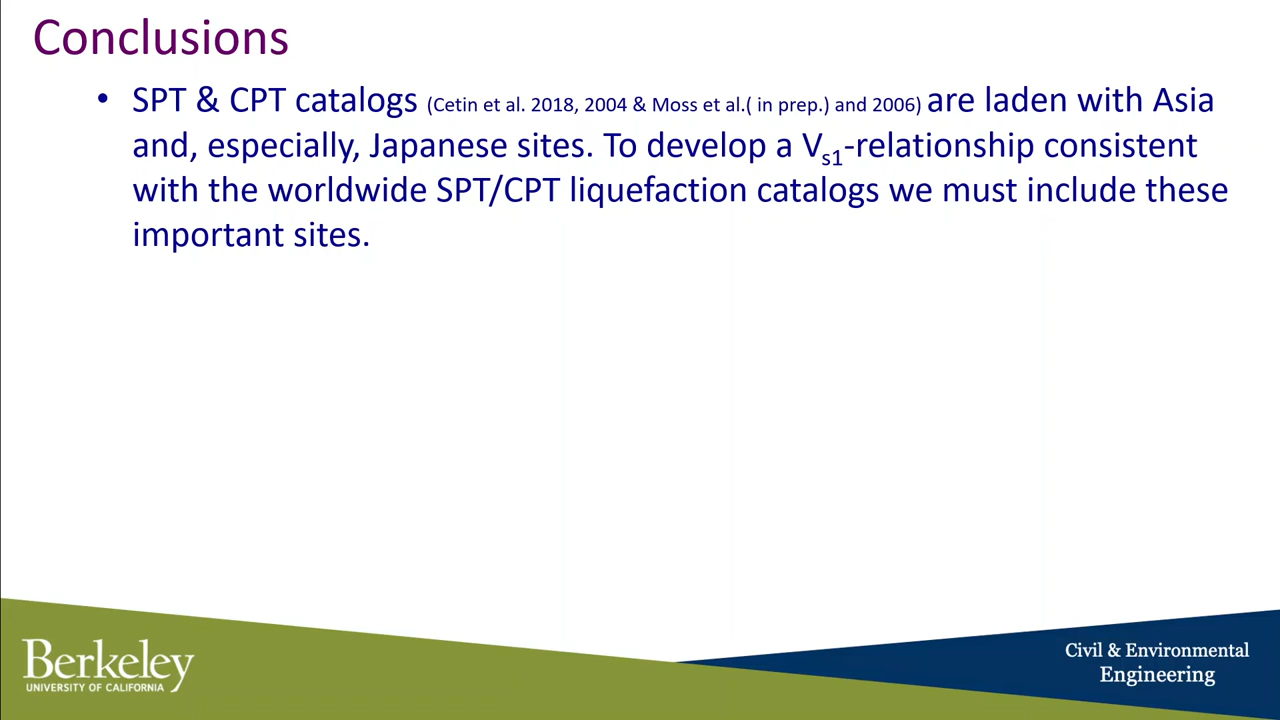 Conclusions
• SPT & CPT catalogs (Cetin et al. 2018, 2004 & Moss et al.( in prep.) and 2006) are laden with Asia
and, especially, Japanese sites. To develop a Vs1-relationship consistent
with the worldwide SPT/CPT liquefaction catalogs we must include these
important sites.
Berkeley
UNIVERSITY OF CALIFORNIA
Civil & Environmental
Engineering